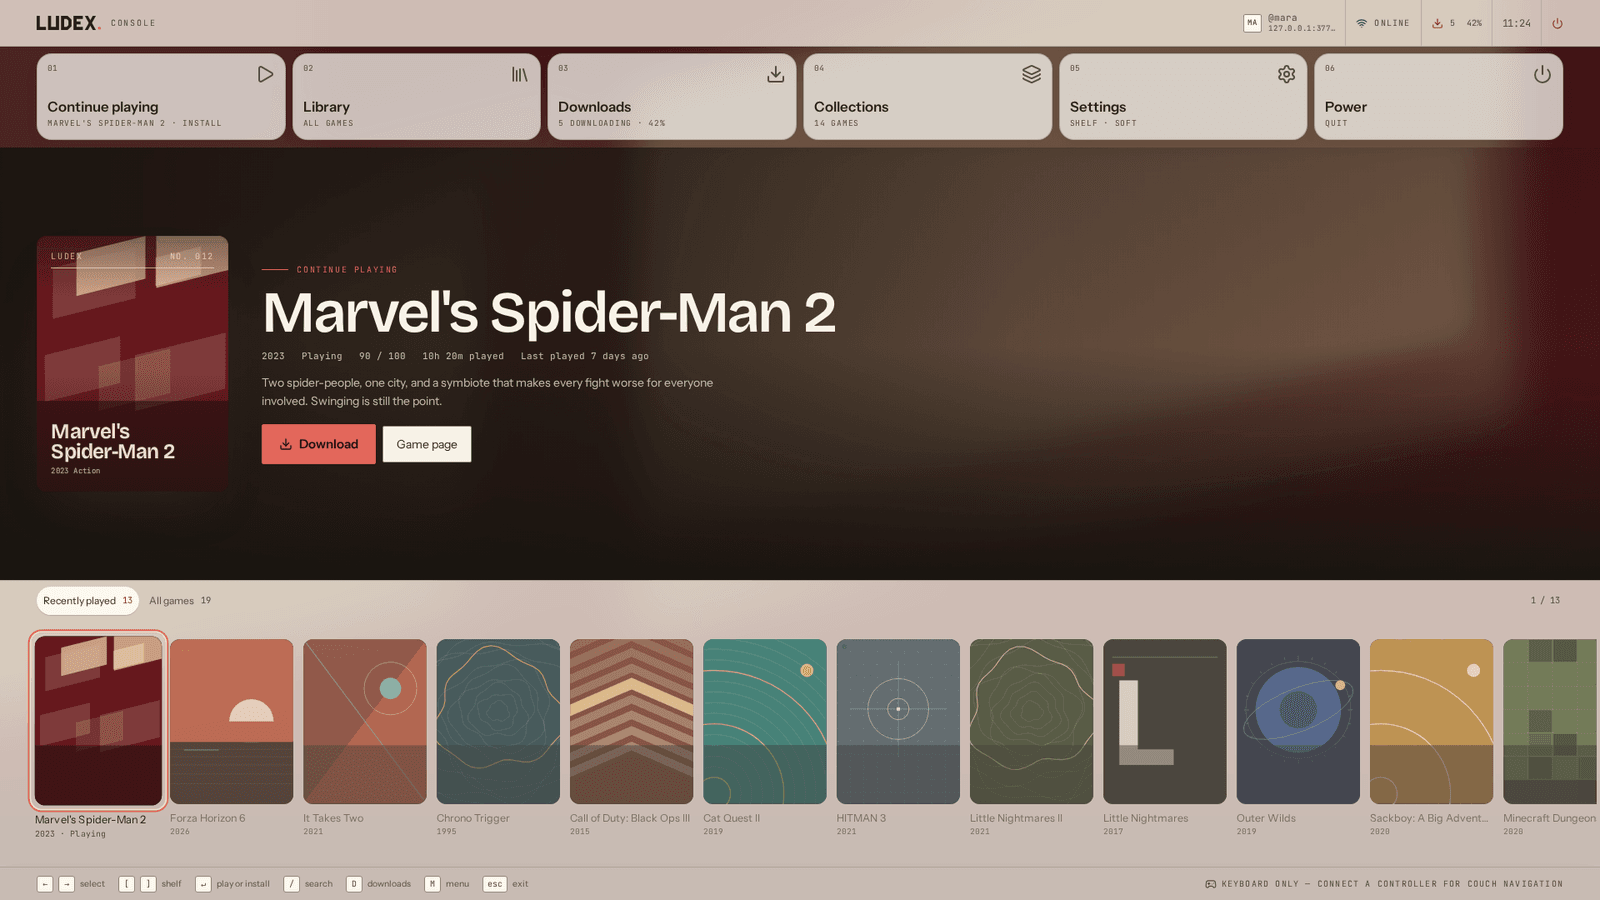 LUDEX. CONSOLE
MA @mara
127.0.0.1:377…
ONLINE
5 42%
11:24
01
Continue playing
MARVEL'S SPIDER-MAN 2 · INSTALL
02
Library
ALL GAMES
03
Downloads
5 DOWNLOADING · 42%
04
Collections
14 GAMES
05
Settings
SHELF · SOFT
06
Power
QUIT
LUDEX NO. 012
Marvel's
Spider-Man 2
2023 Action
CONTINUE PLAYING
Marvel's Spider-Man 2
2023 Playing 90 / 100 10h 20m played Last played 7 days ago
Two spider-people, one city, and a symbiote that makes every fight worse for everyone
involved. Swinging is still the point.
Download Game page
Recently played 13 All games 19 1 / 13
Marvel's Spider-Man 2
2023 · Playing
Forza Horizon 6
2026
It Takes Two
2021
Chrono Trigger
1995
Call of Duty: Black Ops III
2015
Cat Quest II
2019
HITMAN 3
2021
Little Nightmares II
2021
Little Nightmares
2017
Outer Wilds
2019
Sackboy: A Big Advent…
2020
Minecraft Dungeon
2020
← → select [ ] shelf ↵ play or install / search D downloads M menu esc exit
KEYBOARD ONLY — CONNECT A CONTROLLER FOR COUCH NAVIGATION